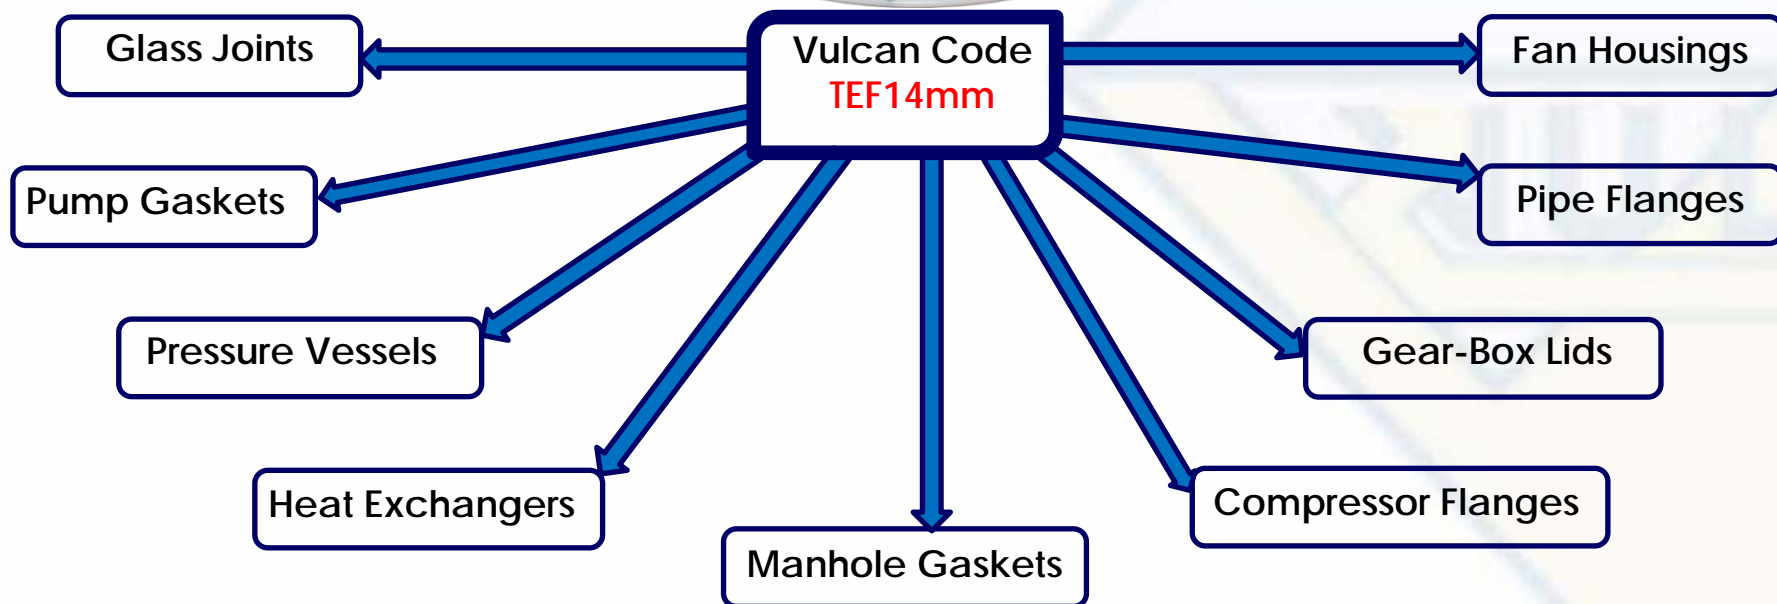 Glass Joints
Vulcan Code
TEF14mm
Fan Housings
Pump Gaskets
Pipe Flanges
Pressure Vessels
Gear-Box Lids
Heat Exchangers
Compressor Flanges
Manhole Gaskets